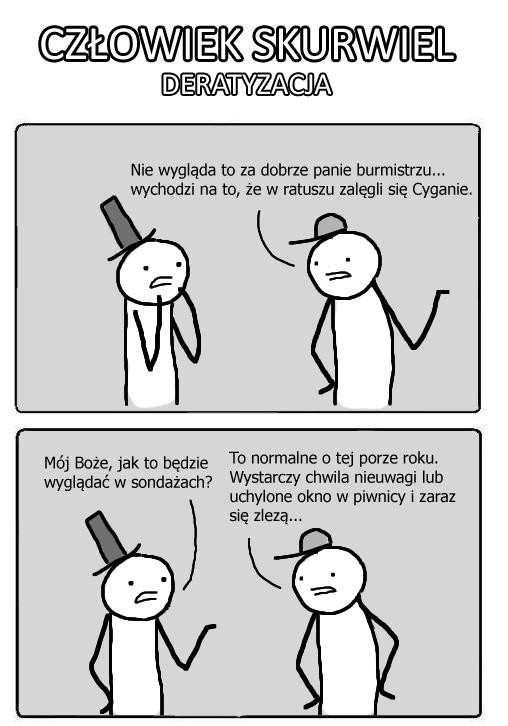 CZŁOWIEK SKURWIEL
DERATYZACJA
Nie wygląda to za dobrze panie burmistrzu...
wychodzi na to, że w ratuszu zalęgli się Cyganie.
Mój Boże, jak to będzie
wyglądać w sondażach?
To normalne o tej porze roku.
Wystarczy chwila nieuwagi lub
uchylone okno w piwnicy i zaraz
się zlezą...